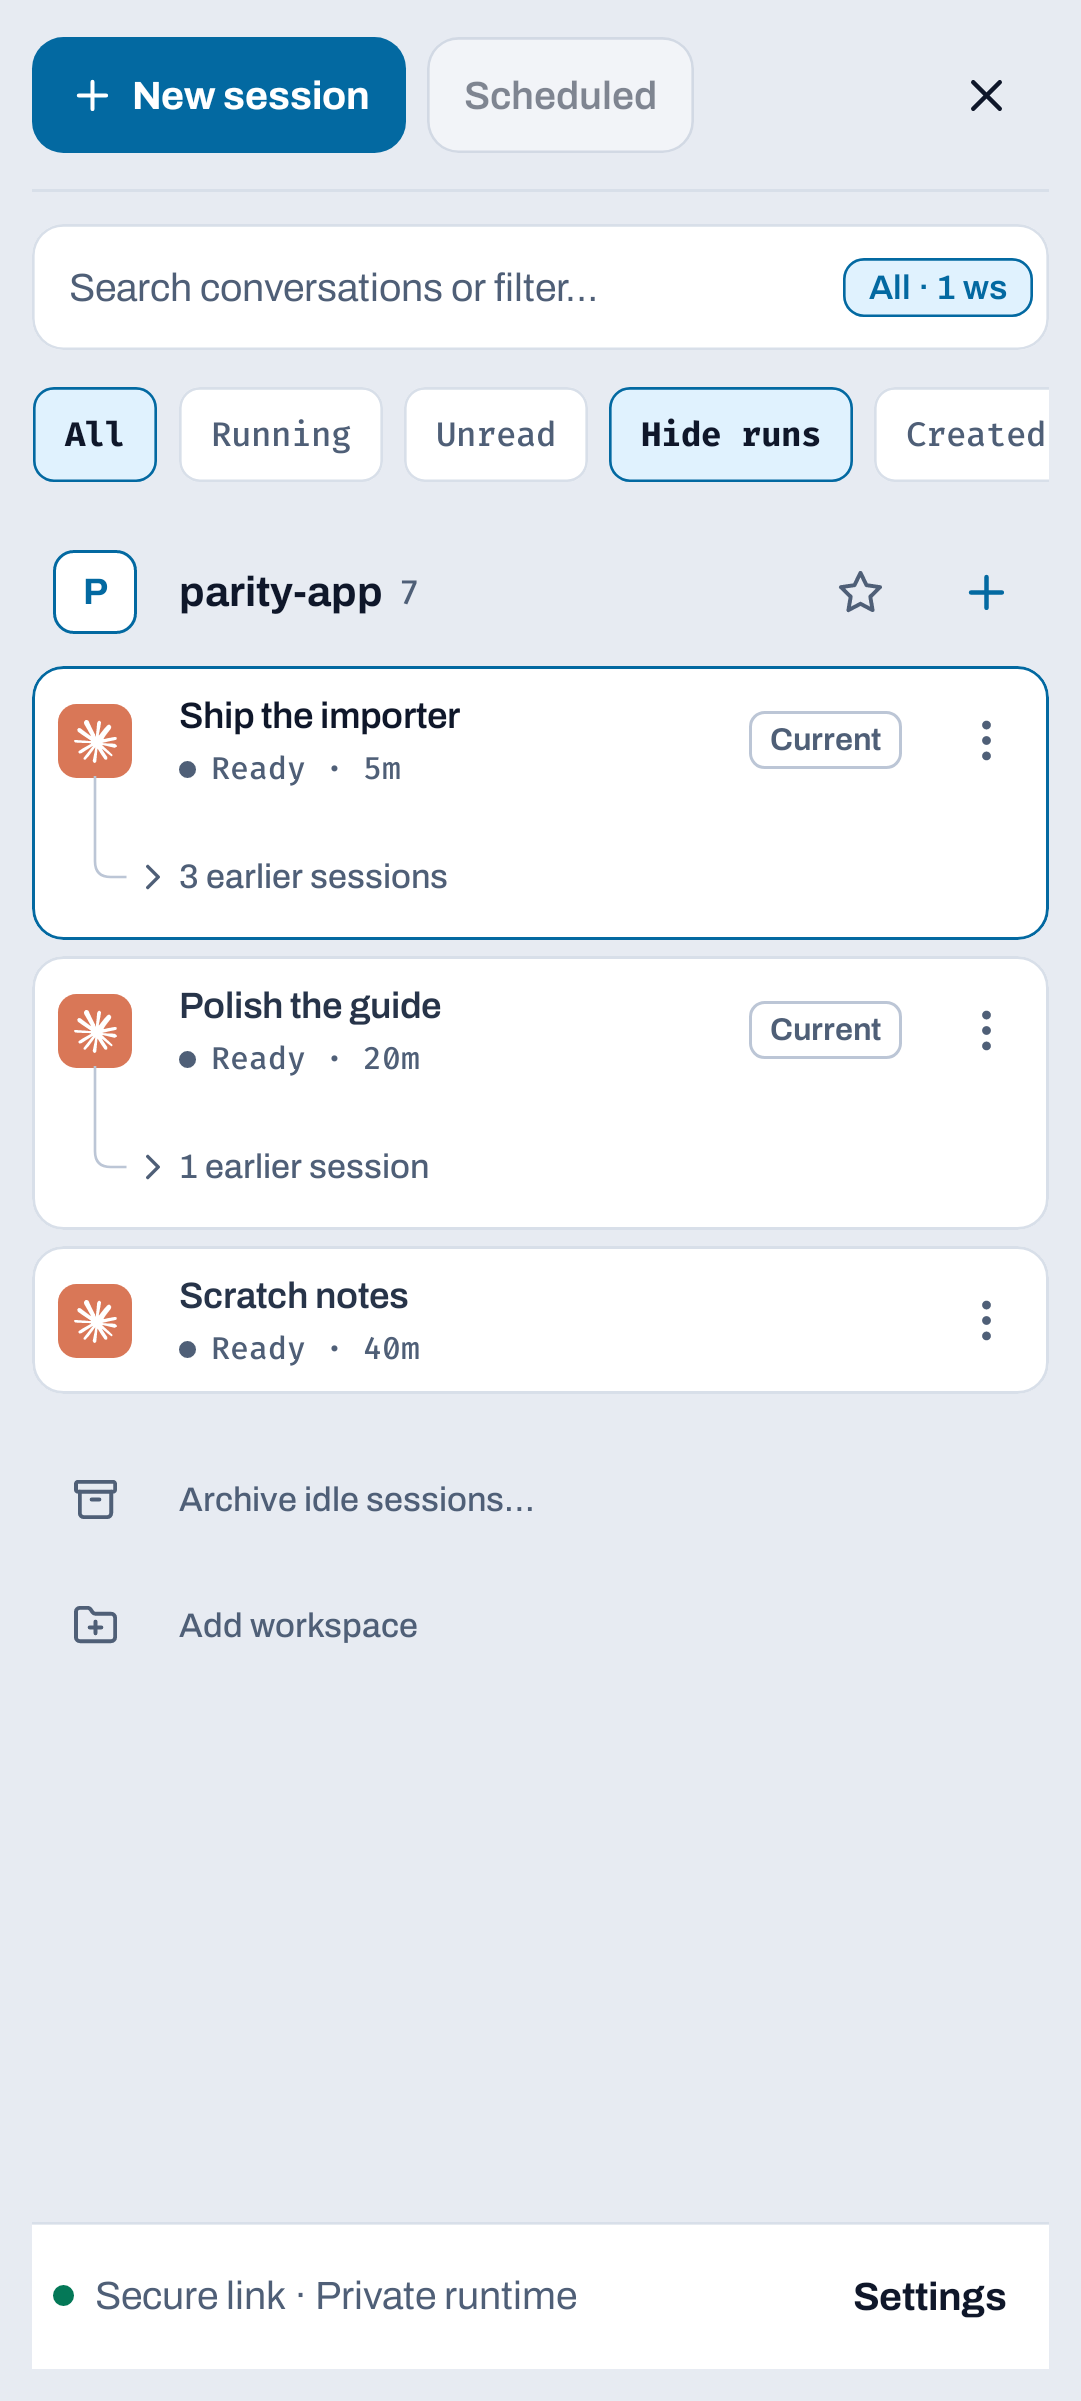 New session
Scheduled
Search conversations or filter...
All · 1 ws
All
Running
Unread
Hide runs
Created
P
parity-app 7
Ship the importer
Ready · 5m
Current
3 earlier sessions
Polish the guide
Ready · 20m
Current
1 earlier session
Scratch notes
Ready · 40m
Archive idle sessions...
Add workspace
Secure link · Private runtime
Settings